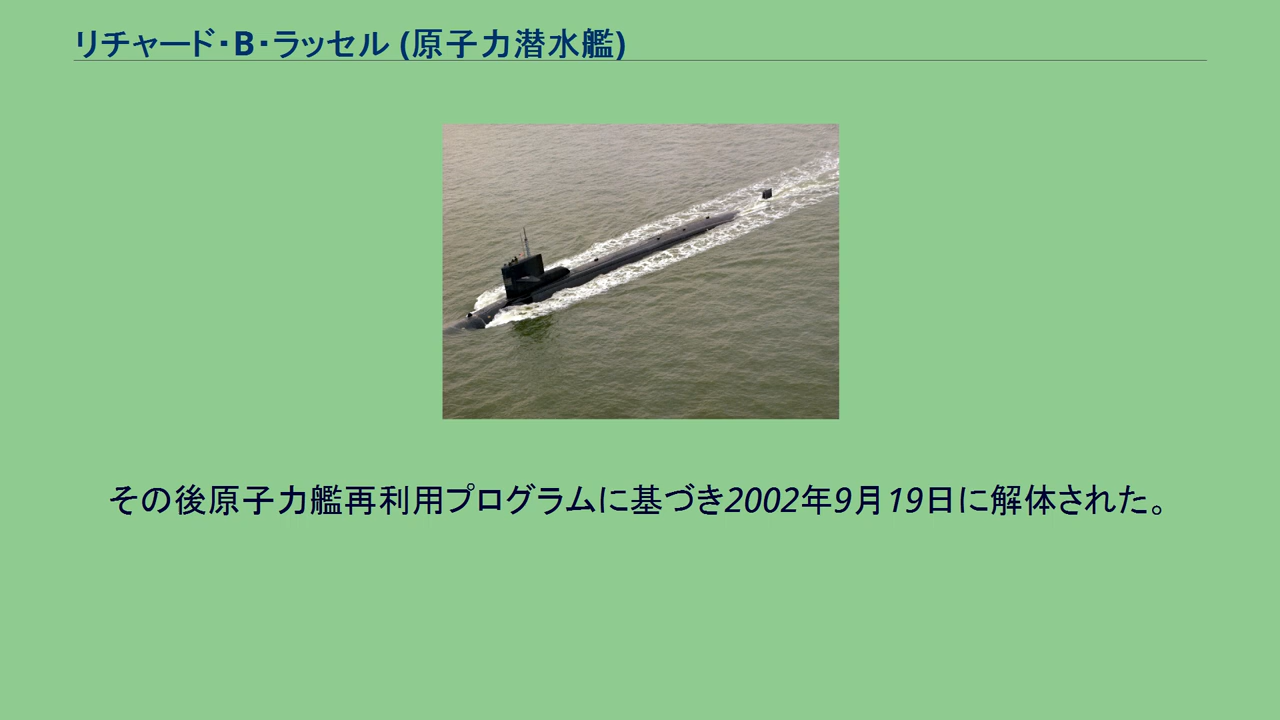 リチャード・B・ラッセル (原子力潜水艦)
その後原子力艦再利用プログラムに基づき2002年9月19日に解体された。